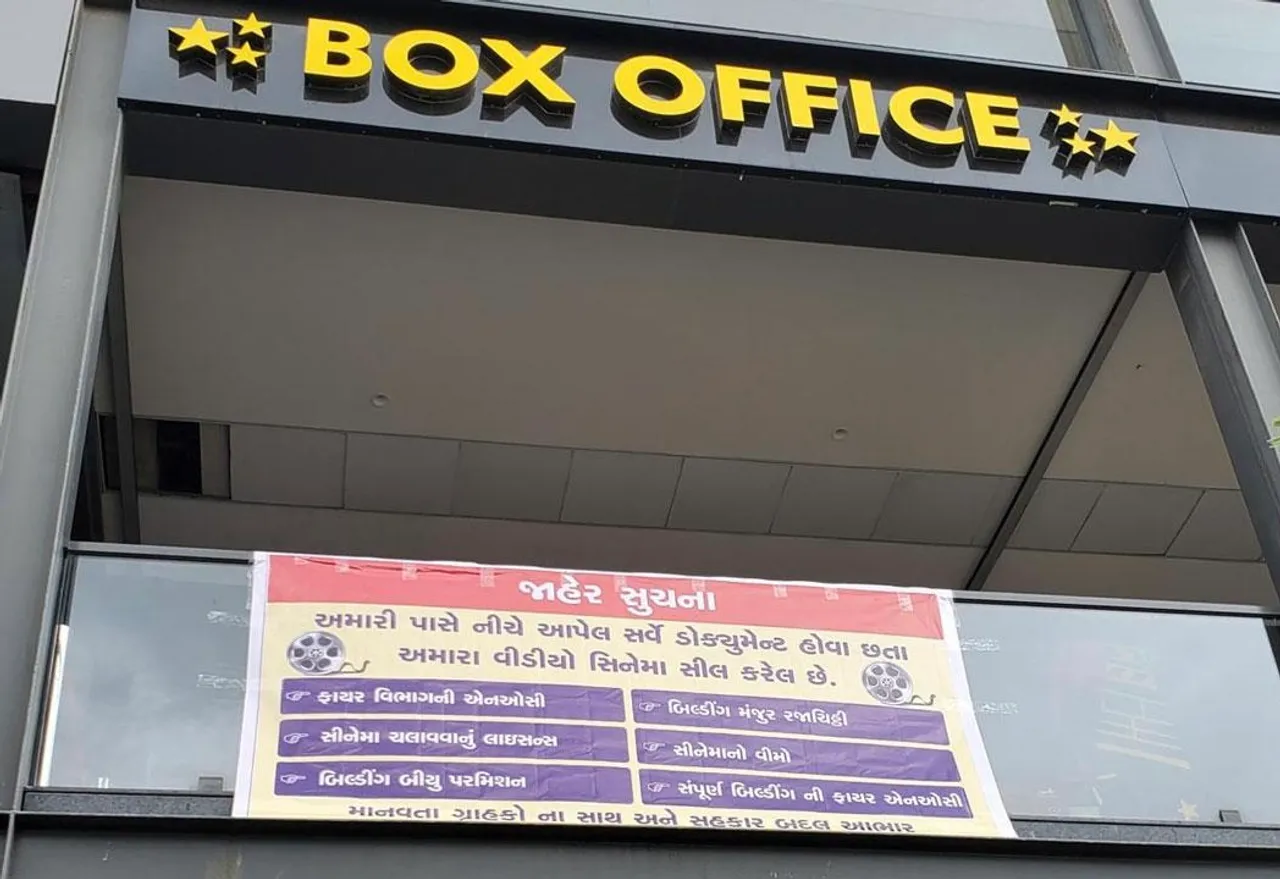 BOX OFFICE
જાહેર સુચના
અમારી પાસે નીચે આપેલ સર્વે ડોક્યુમેન્ટ હોવા છતા
અમારા વીડીયો સિનેમા સીલ કરેલ છે.
ફાયર વિભાગની એનઓસી
બિલ્ડીંગ મંજુર રજાચિઠ્ઠી
સીનેમા ચલાવવાનું લાઇસન્સ
સીનેમાનો વીમો
બિલ્ડીંગ બીયુ પરમિશન
સંપૂર્ણ બિલ્ડીંગ ની ફાયર એનઓસી
માનવતા ગ્રાહકો ના સાથ અને સહકાર બદલ આભાર